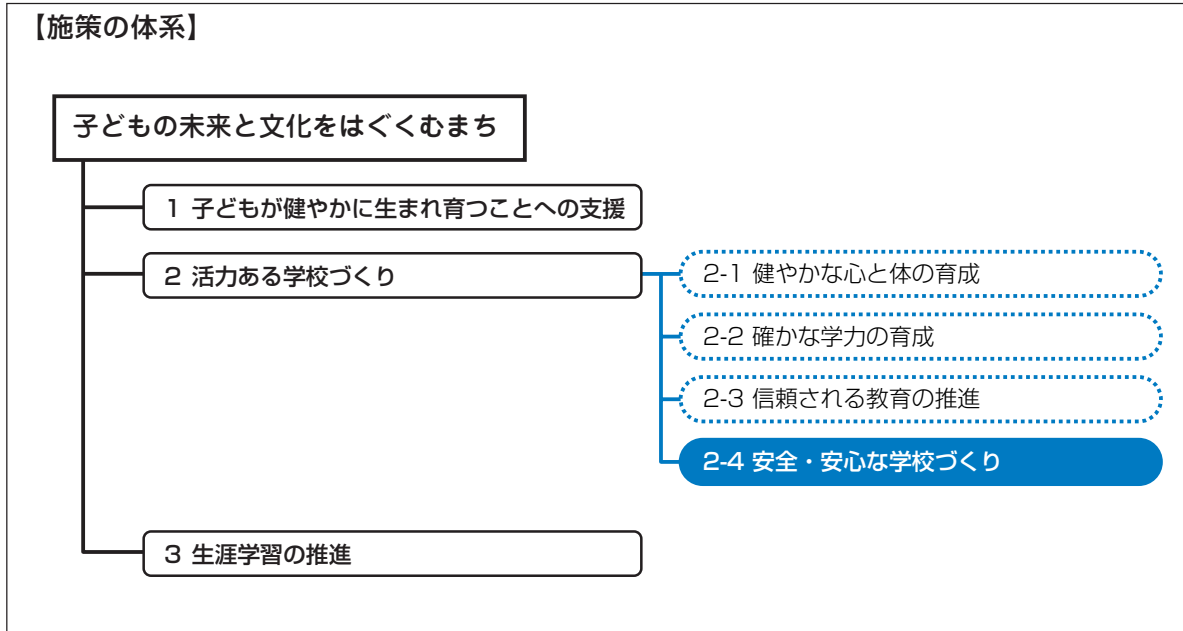 【施策の体系】
子どもの未来と文化をはぐくむまち
1 子どもが健やかに生まれ育つことへの支援
2 活力ある学校づくり
2-1 健やかな心と体の育成
2-2 確かな学力の育成
2-3 信頼される教育の推進
2-4 安全・安心な学校づくり
3 生涯学習の推進